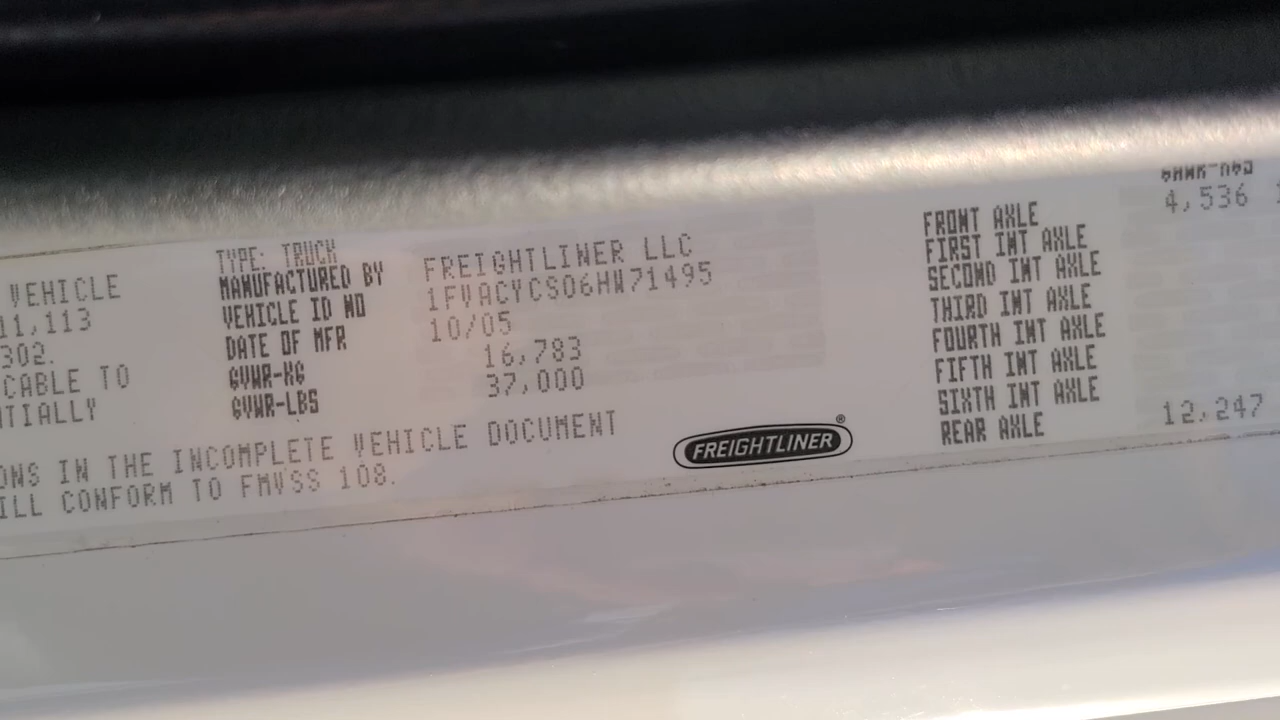 VEHICLE
11,113
302.
CABLE TO
NTIALLY
ONS IN THE INCOMPLETE VEHICLE DOCUMENT
ILL CONFORM TO FMVSS 108.
TYPE: TRUCK
MANUFACTURED BY FREIGHTLINER LLC
VEHICLE ID NO 1FVACYCS06HW71495
DATE OF MFR 10/05
GVWR-KG 16,783
GVWR-LBS 37,000
FREIGHTLINER®
FRONT AXLE 4,536
FIRST INT AXLE
SECOND INT AXLE
THIRD INT AXLE
FOURTH INT AXLE
FIFTH INT AXLE
SIXTH INT AXLE
REAR AXLE 12,247